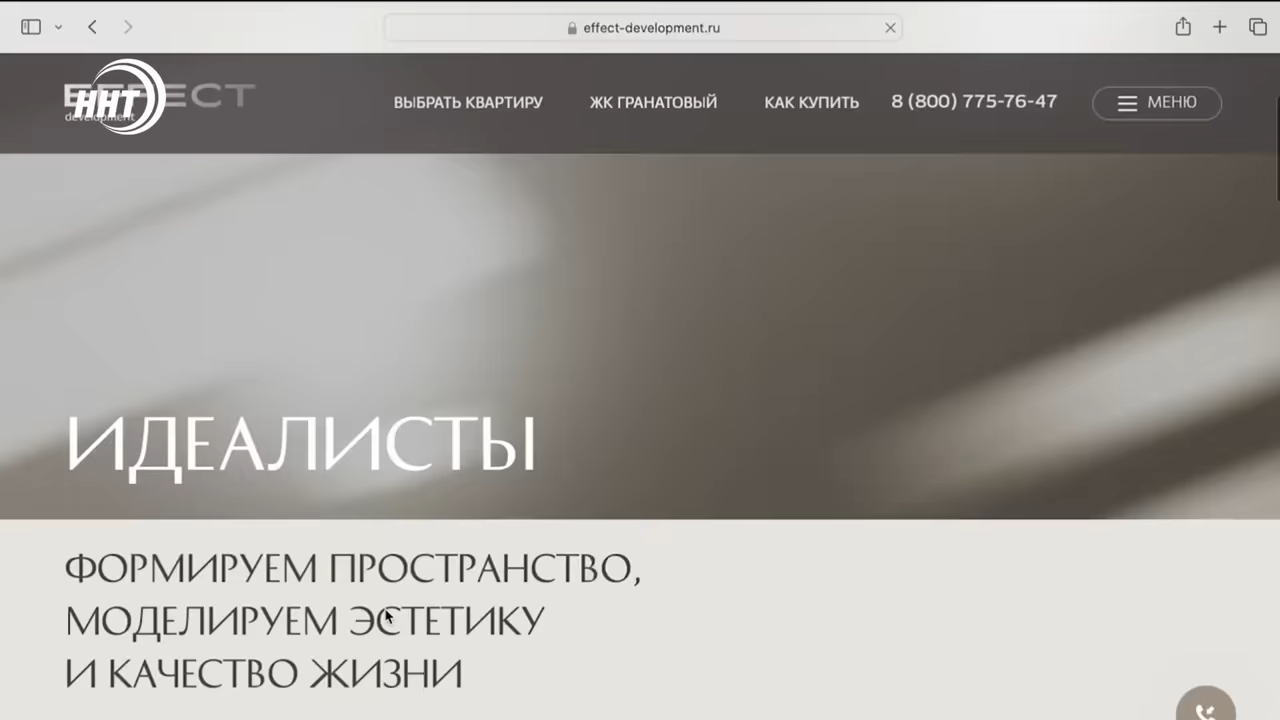 effect-development.ru
ННТ
development
ВЫБРАТЬ КВАРТИРУ
ЖК ГРАНАТОВЫЙ
КАК КУПИТЬ
8 (800) 775-76-47
МЕНЮ
ИДЕАЛИСТЫ
ФОРМИРУЕМ ПРОСТРАНСТВО,
МОДЕЛИРУЕМ ЭСТЕТИКУ
И КАЧЕСТВО ЖИЗНИ